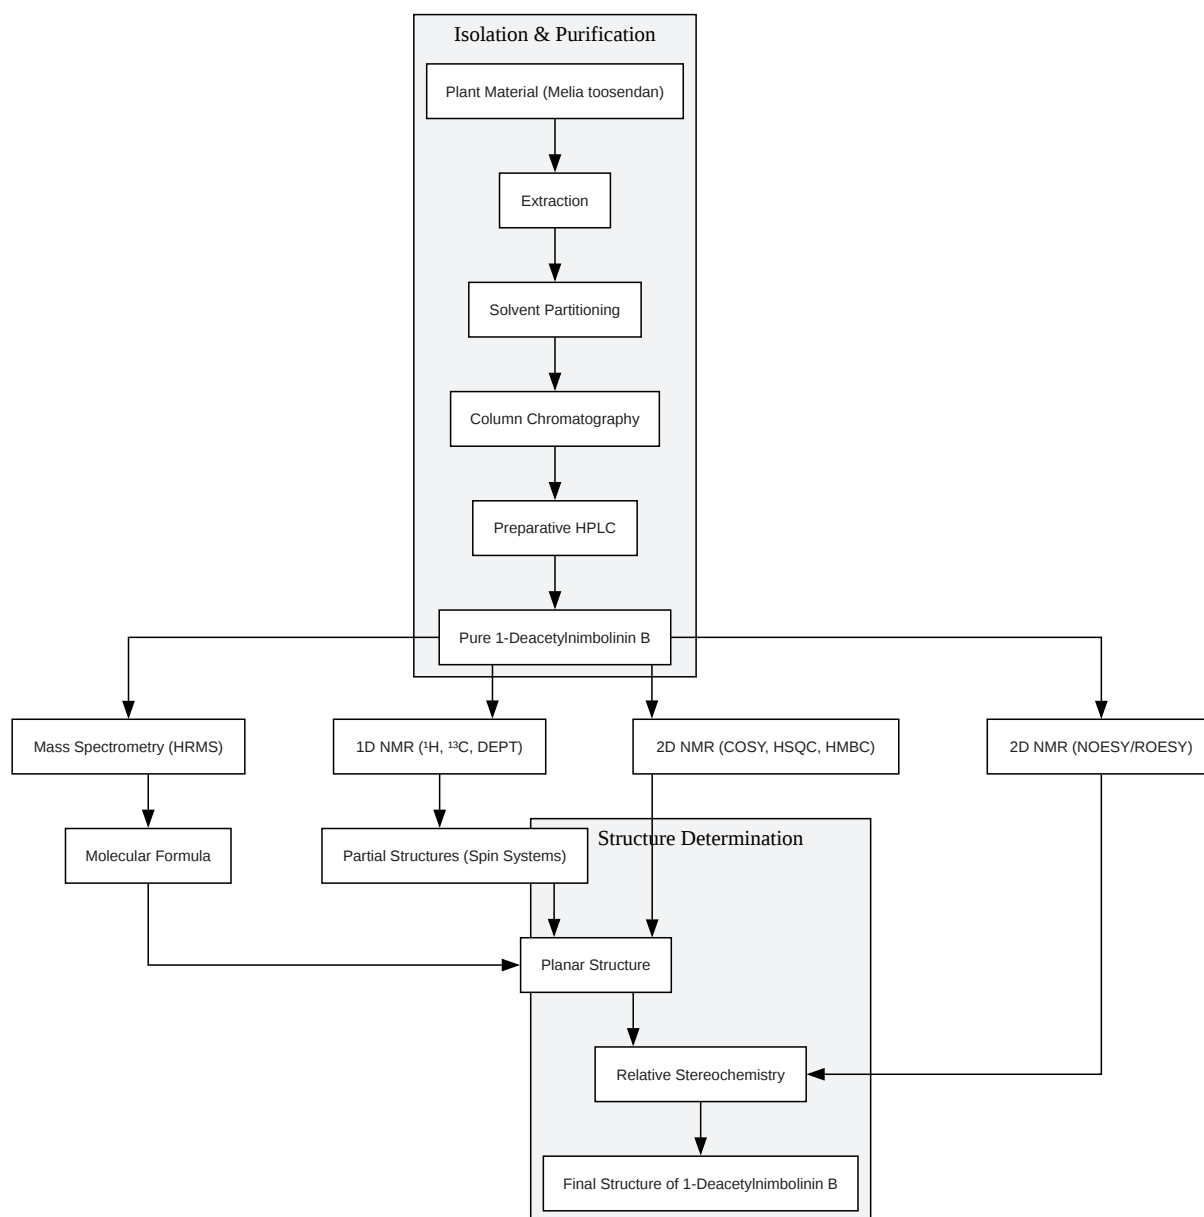 Isolation & Purification
Plant Material (Melia toosendan)
Extraction
Solvent Partitioning
Column Chromatography
Preparative HPLC
Pure 1-Deacetylnimbolinin B
Mass Spectrometry (HRMS)
1D NMR (¹H, ¹³C, DEPT)
2D NMR (COSY, HSQC, HMBC)
2D NMR (NOESY/ROESY)
Molecular Formula
Partial Structures (Spin Systems)
Structure Determination
Planar Structure
Relative Stereochemistry
Final Structure of 1-Deacetylnimbolinin B